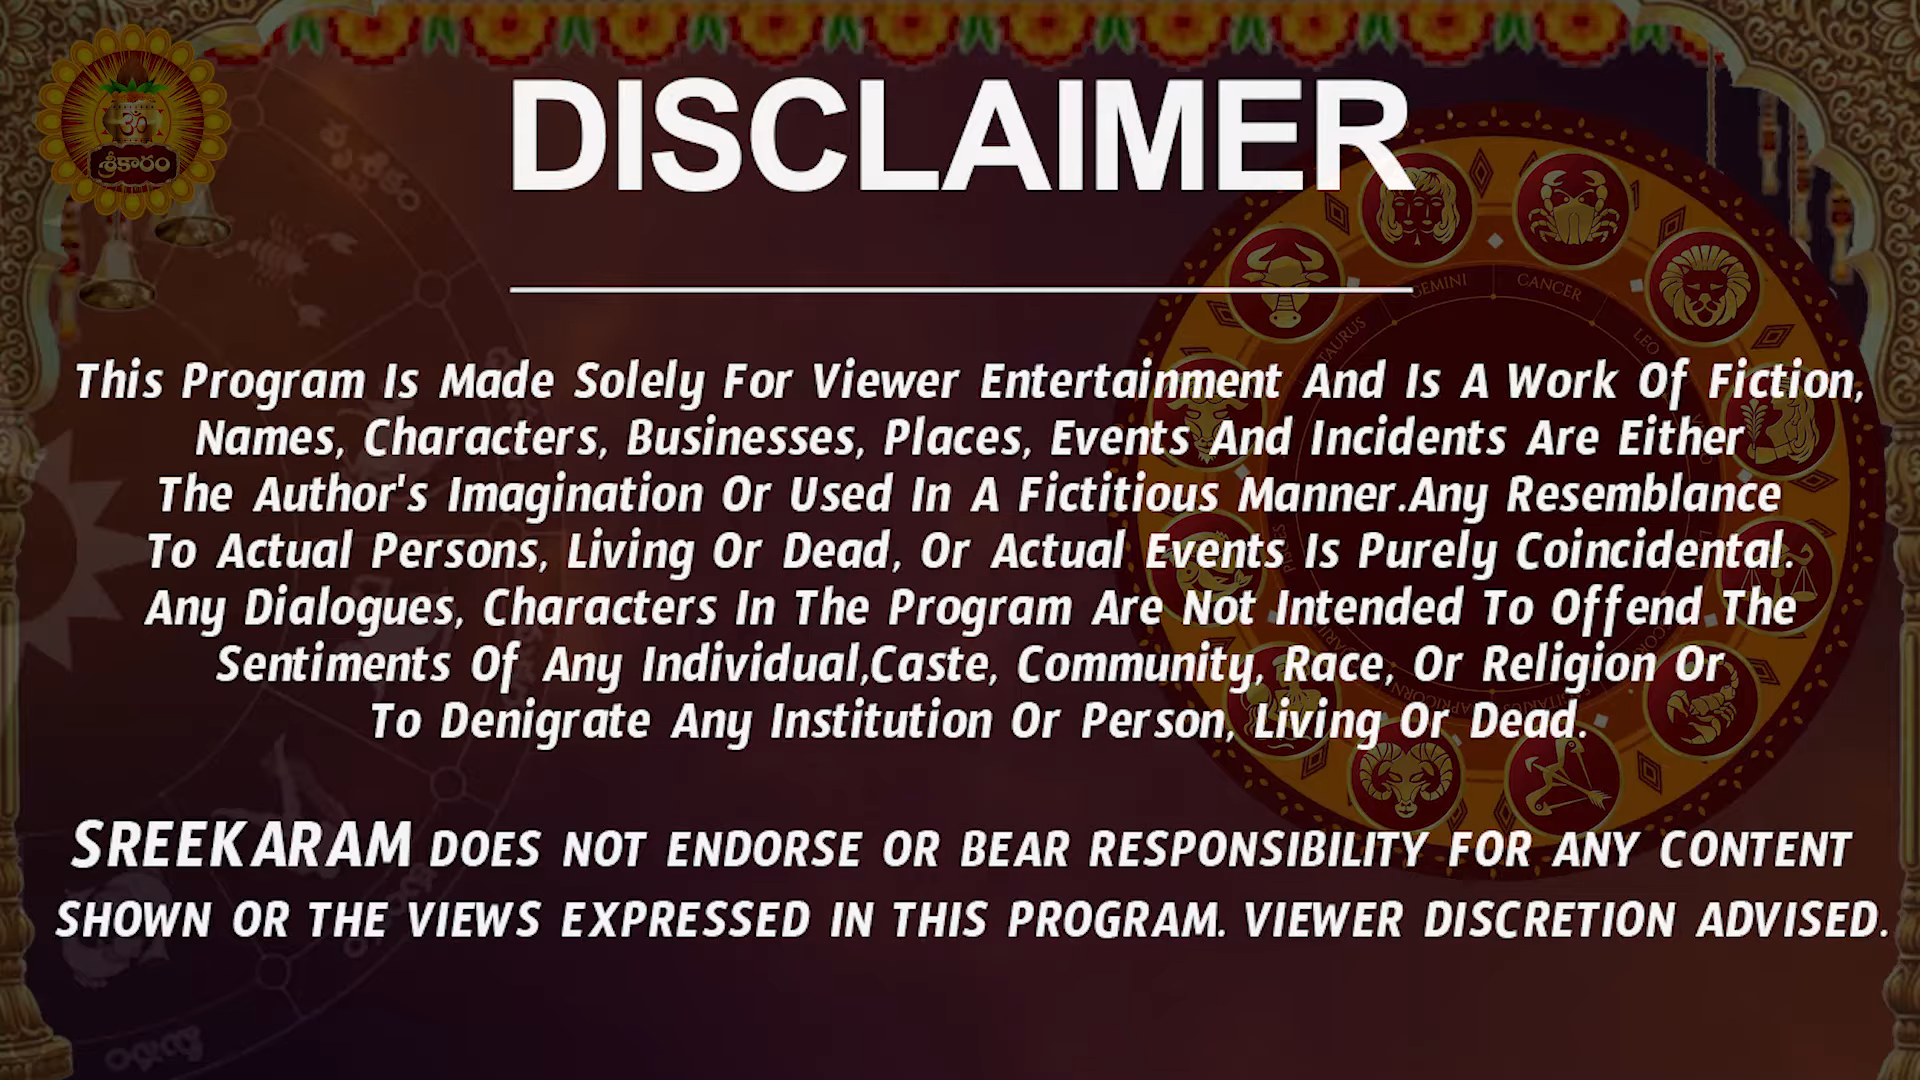 శ్రీకారం
DISCLAIMER
GEMINI
CANCER
TAURUS
LEO
This Program Is Made Solely For Viewer Entertainment And Is A Work Of Fiction,
Names, Characters, Businesses, Places, Events And Incidents Are Either
The Author's Imagination Or Used In A Fictitious Manner.Any Resemblance
To Actual Persons, Living Or Dead, Or Actual Events Is Purely Coincidental.
Any Dialogues, Characters In The Program Are Not Intended To Offend The
Sentiments Of Any Individual,Caste, Community, Race, Or Religion Or
To Denigrate Any Institution Or Person, Living Or Dead.
SREEKARAM DOES NOT ENDORSE OR BEAR RESPONSIBILITY FOR ANY CONTENT
SHOWN OR THE VIEWS EXPRESSED IN THIS PROGRAM. VIEWER DISCRETION ADVISED.